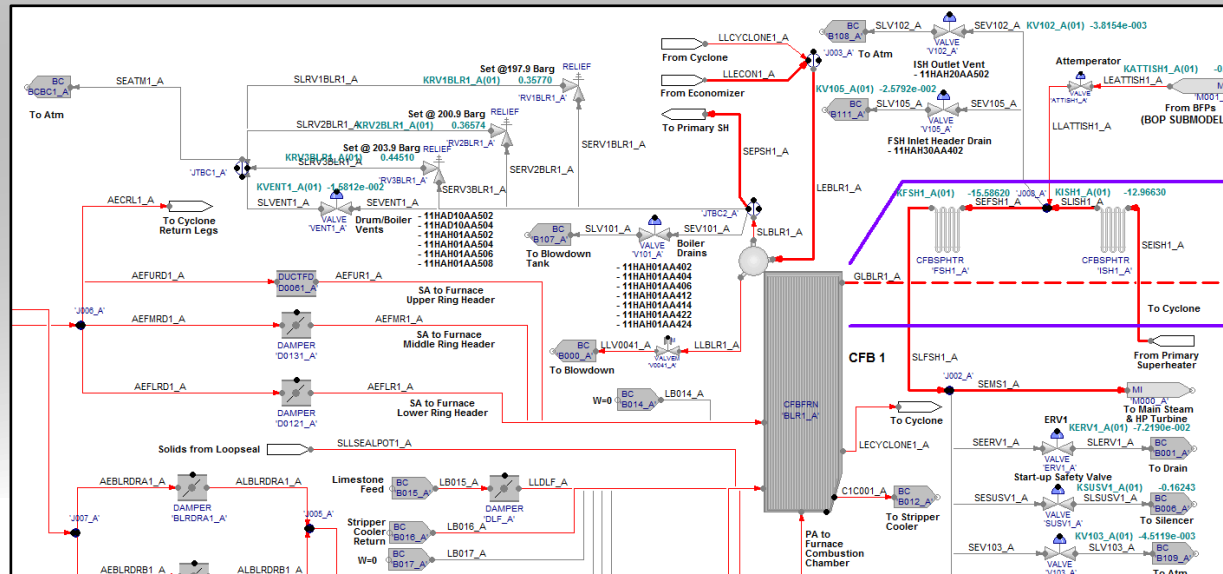 BC
BCBC1_A'
To Atm
SEATM1_A
Set @197.9 Barg
RELIEF
SLRV1BLR1_A
KRV1BLR1_A(01)
0.35770
'RV1BLR1_A'
Set @ 200.9 Barg
RELIEF
SLRV2BLR1_A
KRV2BLR1_A(01)
0.36574
'RV2BLR1_A'
SERV1BLR1_A
Set @ 203.9 Barg
RELIEF
KRV3BLR1_A(01)
SLRV3BLR1_A
0.44510
'RV3BLR1_A'
SERV2BLR1_A
SERV3BLR1_A
'JTBC1_A'
KVENT1_A(01)
-1.5812e-002
SLVENT1_A
SEVENT1_A
VALVE
'VENT1_A'
Drum/Boiler
Vents
- 11HAD10AA502
- 11HAD10AA504
- 11HAH01AA502
- 11HAH01AA504
- 11HAH01AA506
- 11HAH01AA508
From Cyclone
LLCYCLONE1_A
From Economizer
LLECON1_A
'J003_A'
To Primary SH
SEPSH1_A
LEBLR1_A
BC
B108_A'
To Atm
SLV102_A
SEV102_A
VALVE
'V102_A'
KV102_A(01)
-3.8154e-003
ISH Outlet Vent
- 11HAH20AA502
KV105_A(01)
-2.5792e-002
BC
B111_A'
SLV105_A
SEV105_A
VALVE
'V105_A'
FSH Inlet Header Drain
- 11HAH30AA402
Attemperator
VALVE
'ATTISH1_A'
KATTISH1_A(01)
LEATTISH1_A
From BFPs
(BOP SUBMODEL
LLATTISH1_A
KFSH1_A(01)
-15.58620
'J008_A'
KISH1_A(01)
-12.96630
SEFSH1_A
SLISH1_A
SEISH1_A
CFBSPHTR
'FSH1_A'
CFBSPHTR
'ISH1_A'
AECRL1_A
To Cyclone
Return Legs
JTBC2_A'
BC
B107_A'
To Blowdown
Tank
SLV101_A
SEV101_A
VALVE
'V101_A'
SLBLR1_A
Boiler
Drains
- 11HAH01AA402
- 11HAH01AA404
- 11HAH01AA406
- 11HAH01AA412
- 11HAH01AA414
- 11HAH01AA422
- 11HAH01AA424
AEFURD1_A
DUCTFD
D0061_A'
AEFUR1_A
SA to Furnace
Upper Ring Header
GLBLR1_A
To Cyclone
'J006_A'
AEFMRD1_A
DAMPER
'D0131_A'
AEFMR1_A
SA to Furnace
Middle Ring Header
BC
B000_A'
To Blowdown
LLV0041_A
VALVEM
'V0041_A'
LLBLR1_A
CFB 1
From Primary
Superheater
SLFSH1_A
AEFLRD1_A
DAMPER
'D0121_A'
AEFLR1_A
SA to Furnace
Lower Ring Header
W=0
BC
B014_A'
LB014_A
CFBFRN
'BLR1_A'
'J002_A'
SEMS1_A
MI
'M000_A'
To Main Steam
& HP Turbine
To Cyclone
LECYCLONE1_A
ERV1
KERV1_A(01)
-7.2190e-002
SEERV1_A
SLERV1_A
VALVE
'ERV1_A'
BC
B001_A'
To Drain
Solids from Loopseal
SLLSEALPOT1_A
Start-up Safety Valve
KSUSV1_A(01)
-0.16243
SESUSV1_A
SLSUSV1_A
VALVE
'SUSV1_A'
BC
B006_A'
To Silencer
AEBLRDRA1_A
DAMPER
'BLRDRA1_A'
ALBLRDRA1_A
Limestone
Feed
BC
B015_A'
LB015_A
DAMPER
'DLF_A'
LLDLF_A
C1C001_A
BC
B012_A'
To Stripper
Cooler
'J007_A'
'J005_A'
Stripper
Cooler
Return
BC
B016_A'
LB016_A
W=0
BC
B017_A'
LB017_A
PA to
Furnace
Combustion
Chamber
KV103_A(01)
-4.5119e-003
SEV103_A
SLV103_A
VALVE
'V103_A'
BC
B109_A'
To Atm
AEBLRDRB1_A
ALBLRDRB1_A